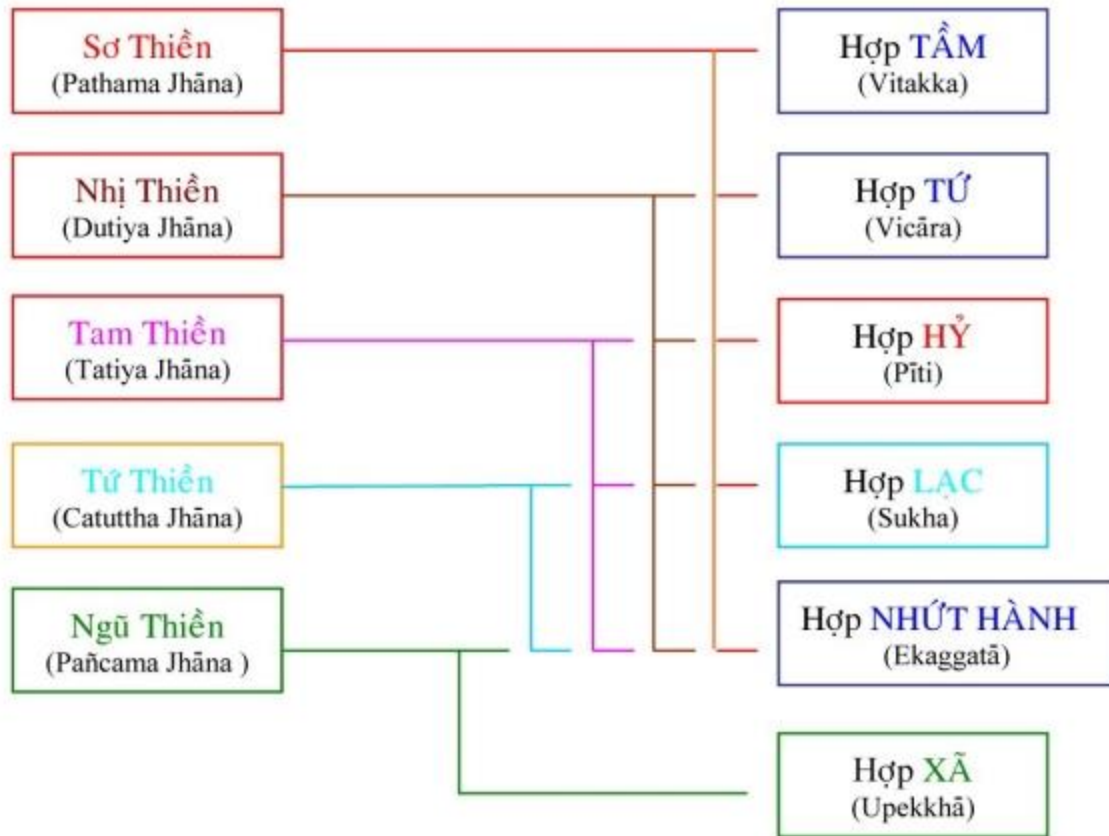 Sơ Thiền
(Pathama Jhāna)
Hợp TẦM
(Vitakka)
Nhị Thiền
(Dutiya Jhāna)
Hợp TỨ
(Vicāra)
Tam Thiền
(Tatiya Jhāna)
Hợp HỶ
(Pīti)
Tứ Thiền
(Catuttha Jhāna)
Hợp LẠC
(Sukha)
Ngũ Thiền
(Pañcama Jhāna )
Hợp NHỨT HÀNH
(Ekaggatā)
Hợp XÃ
(Upekkhā)